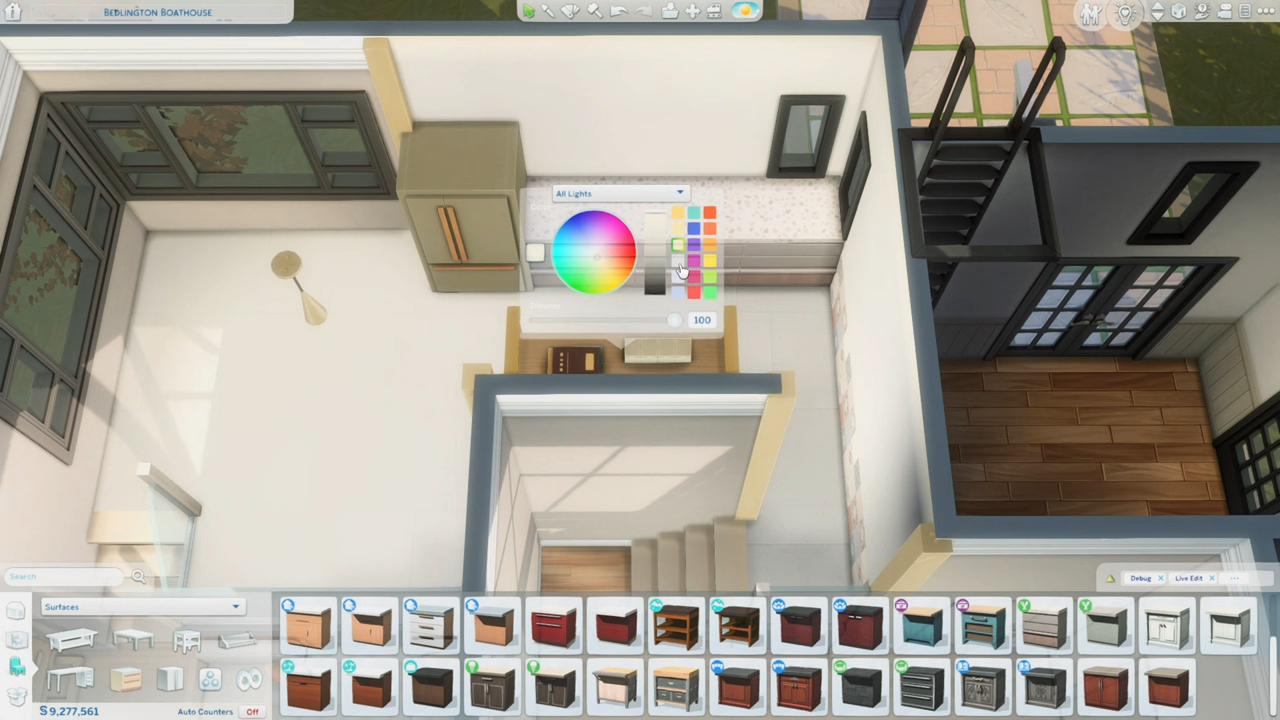 BEDLINGTON BOATHOUSE
All Lights
100
Search
Debug
Live Edit
Surfaces
§9,277,561
Auto Counters
Off